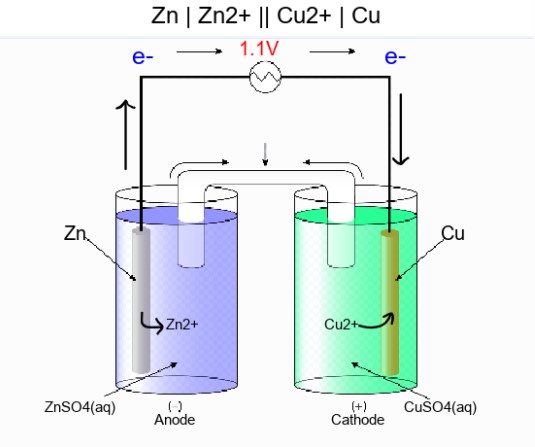 Zn | Zn2+ || Cu2+ | Cu
1.1V
e-
e-
Zn
Cu
Zn2+
Cu2+
ZnSO4(aq)
(-)
Anode
(+)
Cathode
CuSO4(aq)